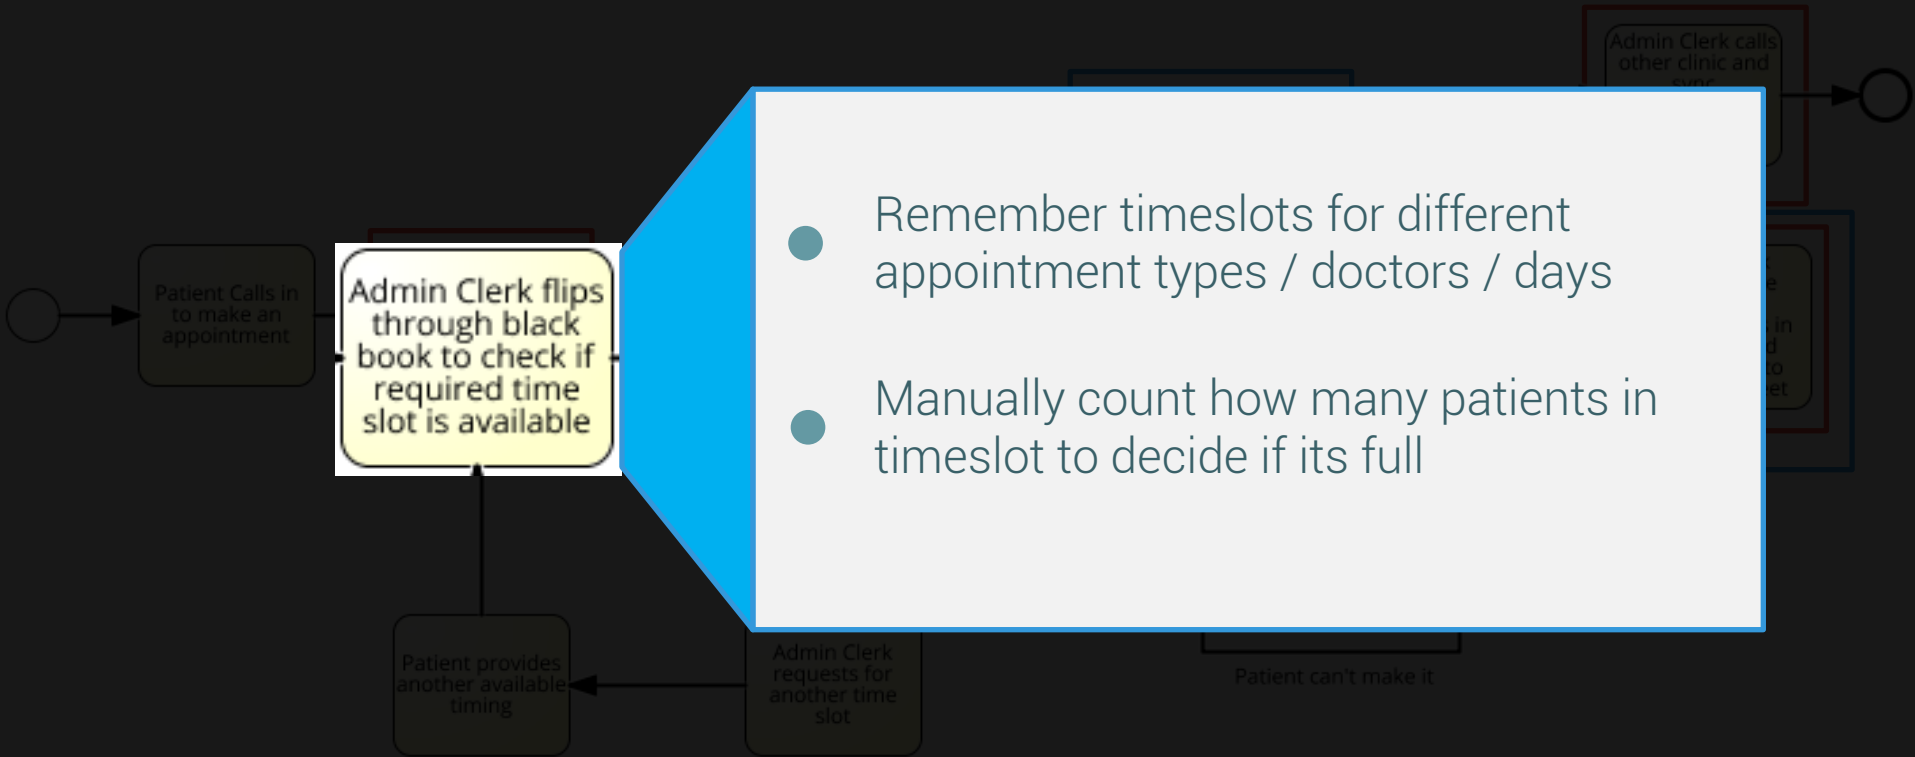 Admin Clerk calls
other clinic and
sync
Patient Calls in
to make an
appointment
Admin Clerk flips
through black
book to check if
required time
slot is available
Remember timeslots for different
appointment types / doctors / days
Manually count how many patients in
timeslot to decide if its full
in
to
Patient provides
another available
timing
Admin Clerk
requests for
another time
slot
Patient can't make it